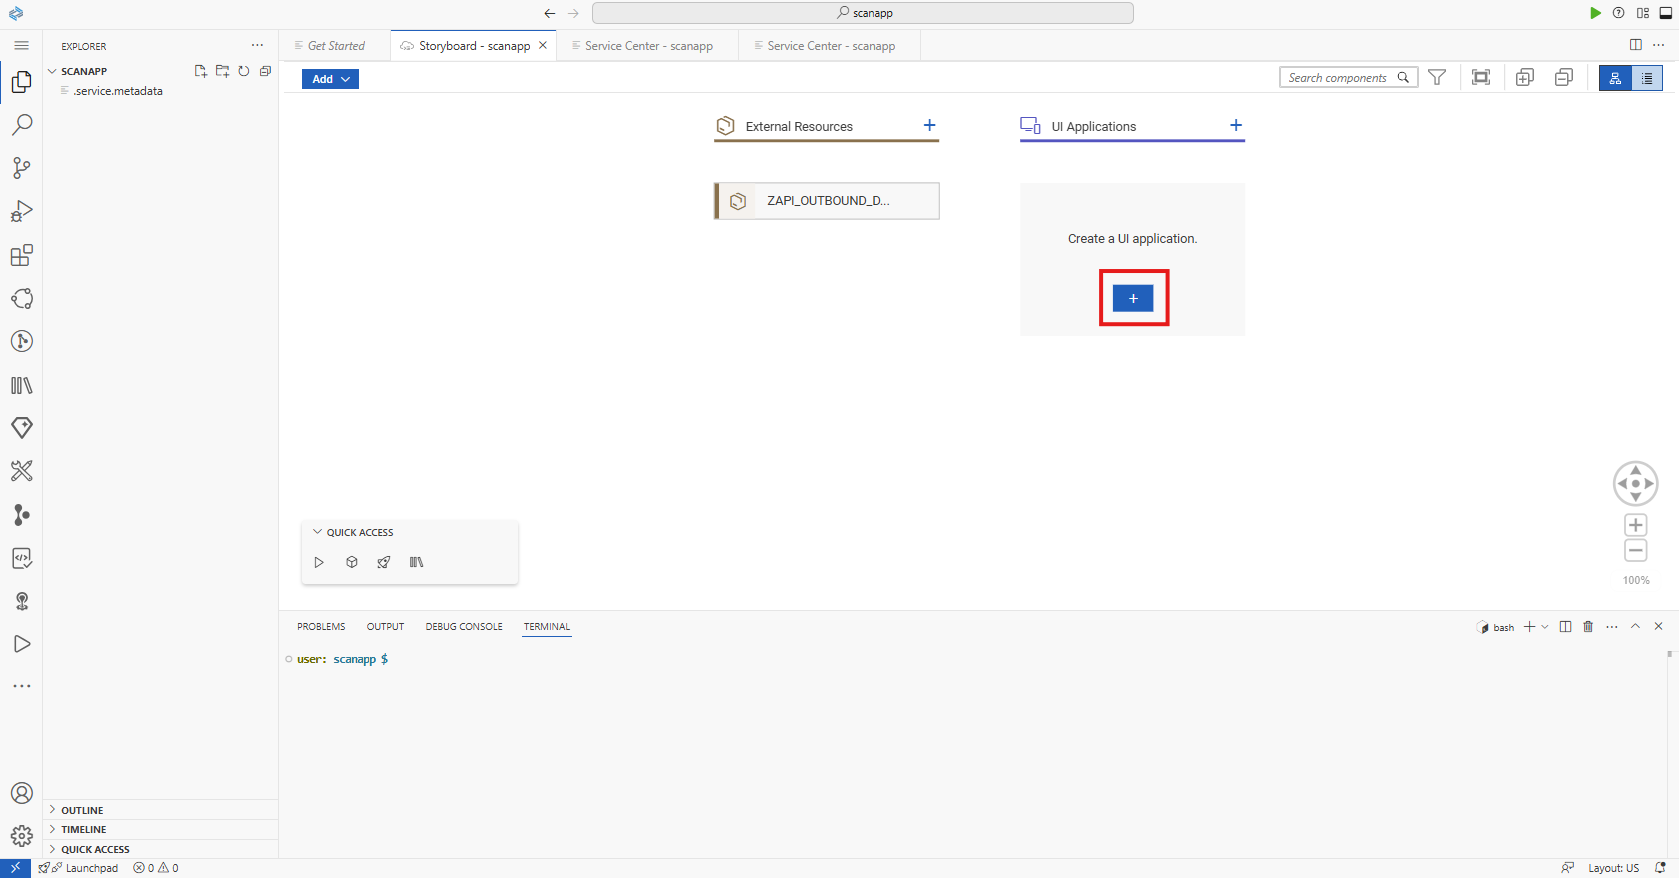 scanapp
EXPLORER
Get Started
Storyboard - scanapp
Service Center - scanapp
Service Center - scanapp
SCANAPP
.service.metadata
Add
Search components
External Resources
UI Applications
ZAPI_OUTBOUND_D...
Create a UI application.
QUICK ACCESS
100%
PROBLEMS
OUTPUT
DEBUG CONSOLE
TERMINAL
bash
user: scanapp $
OUTLINE
TIMELINE
QUICK ACCESS
Launchpad
0
0
Layout: US